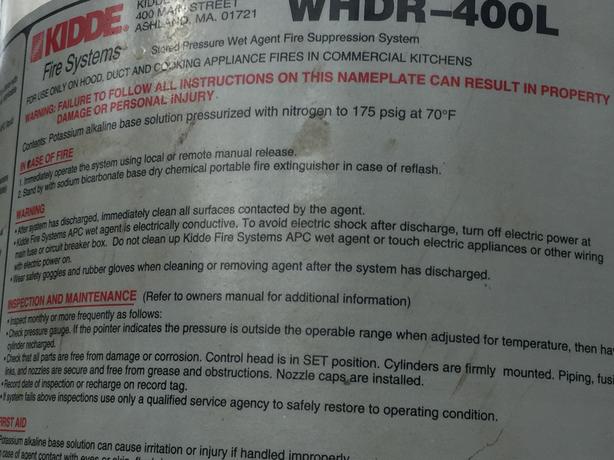 KIDDE
Fire Systems
KIDDE
400 MAIN STREET
ASHLAND, MA. 01721
WHDR-400L
Stored Pressure Wet Agent Fire Suppression System
FOR USE ONLY ON HOOD, DUCT AND COOKING APPLIANCE FIRES IN COMMERCIAL KITCHENS
WARNING: FAILURE TO FOLLOW ALL INSTRUCTIONS ON THIS NAMEPLATE CAN RESULT IN PROPERTY
DAMAGE OR PERSONAL INJURY
Contents: Potassium alkaline base solution pressurized with nitrogen to 175 psig at 70°F
IN CASE OF FIRE
1. Immediately operate the system using local or remote manual release.
2. Stand by with sodium bicarbonate base dry chemical portable fire extinguisher in case of reflash.
WARNING
• After system has discharged, immediately clean all surfaces contacted by the agent.
• Kidde Fire Systems APC wet agent is electrically conductive. To avoid electric shock after discharge, turn off electric power at
main fuse or circuit breaker box. Do not clean up Kidde Fire Systems APC wet agent or touch electric appliances or other wiring
with electric power on.
• Wear safety goggles and rubber gloves when cleaning or removing agent after the system has discharged.
INSPECTION AND MAINTENANCE (Refer to owners manual for additional information)
• Inspect monthly or more frequently as follows:
• Check pressure gauge. If the pointer indicates the pressure is outside the operable range when adjusted for temperature, then hav
cylinder recharged.
• Check that all parts are free from damage or corrosion. Control head is in SET position. Cylinders are firmly mounted. Piping, fusi
links, and nozzles are secure and free from grease and obstructions. Nozzle caps are installed.
• Record date of inspection or recharge on record tag.
• If system fails above inspections use only a qualified service agency to safely restore to operating condition.
FIRST AID
Potassium alkaline base solution can cause irritation or injury if handled improperly
case of agent contact with eyes or skin